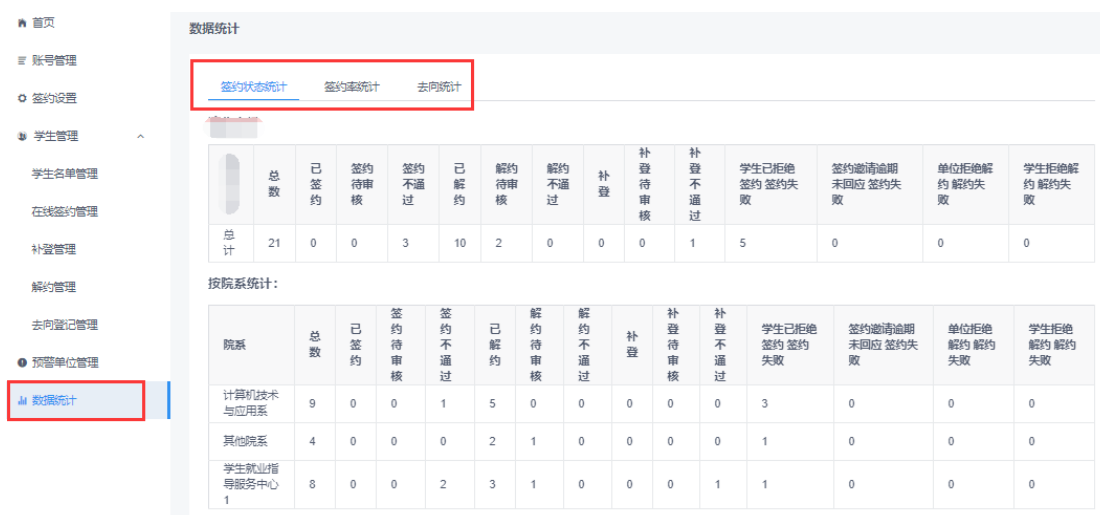 首页
账号管理
签约设置
学生管理
学生名单管理
在线签约管理
补登管理
解约管理
去向登记管理
预警单位管理
数据统计
数据统计
签约状态统计 签约率统计 去向统计
总数 已签约 签约待审核 签约不通过 已解约 解约待审核 解约不通过 补登 补登待审核 补登不通过 学生已拒绝签约 签约失败 签约邀请逾期未回应 签约失败 单位拒绝解约 解约失败 学生拒绝解约 解约失败
总计 21 0 0 3 10 2 0 0 0 1 5 0 0 0
按院系统计：
院系 总数 已签约 签约待审核 签约不通过 已解约 解约待审核 解约不通过 补登 补登待审核 补登不通过 学生已拒绝签约 签约失败 签约邀请逾期未回应 签约失败 单位拒绝解约 解约失败 学生拒绝解约 解约失败
计算机技术与应用系 9 0 0 1 5 0 0 0 0 0 3 0 0 0
其他院系 4 0 0 0 2 1 0 0 0 0 1 0 0 0
学生就业指导服务中心1 8 0 0 2 3 1 0 0 0 1 1 0 0 0